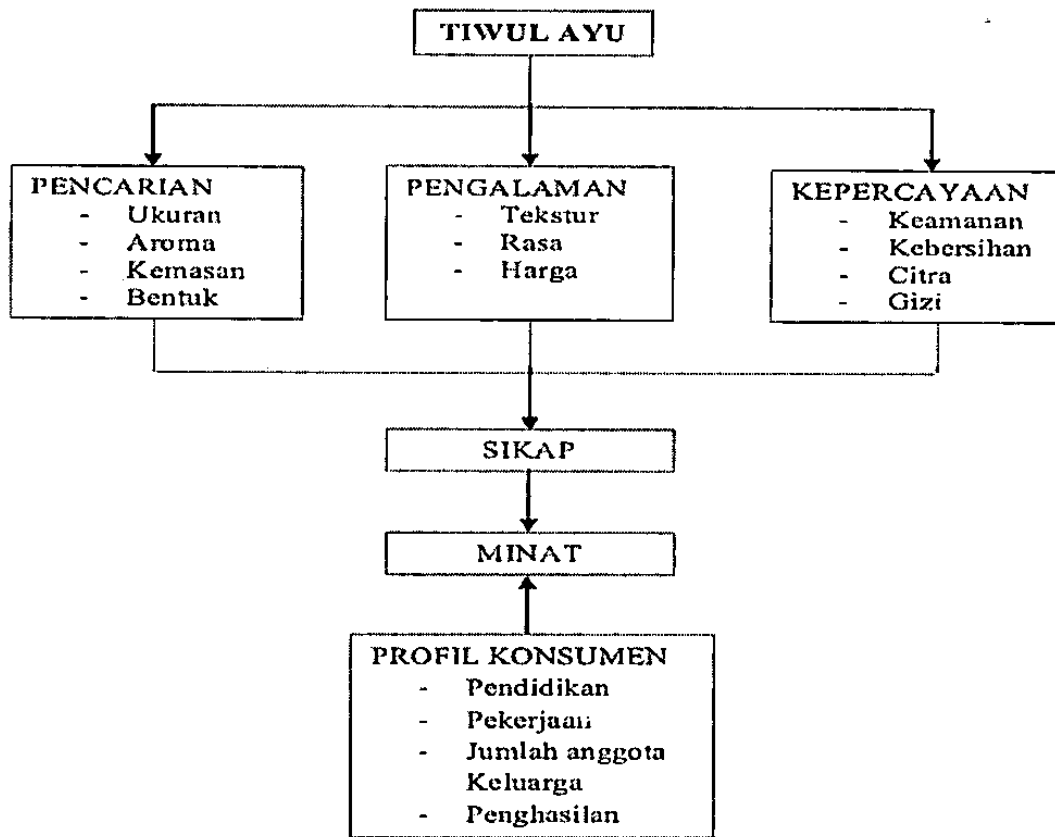 TIWUL AYU
PENCARIAN
- Ukuran
- Aroma
- Kemasan
- Bentuk
PENGALAMAN
- Tekstur
- Rasa
- Harga
KEPERCAYAAN
- Keamanan
- Kebersihan
- Citra
- Gizi
SIKAP
MINAT
PROFIL KONSUMEN
- Pendidikan
- Pekerjaan
- Jumlah anggota
Keluarga
- Penghasilan